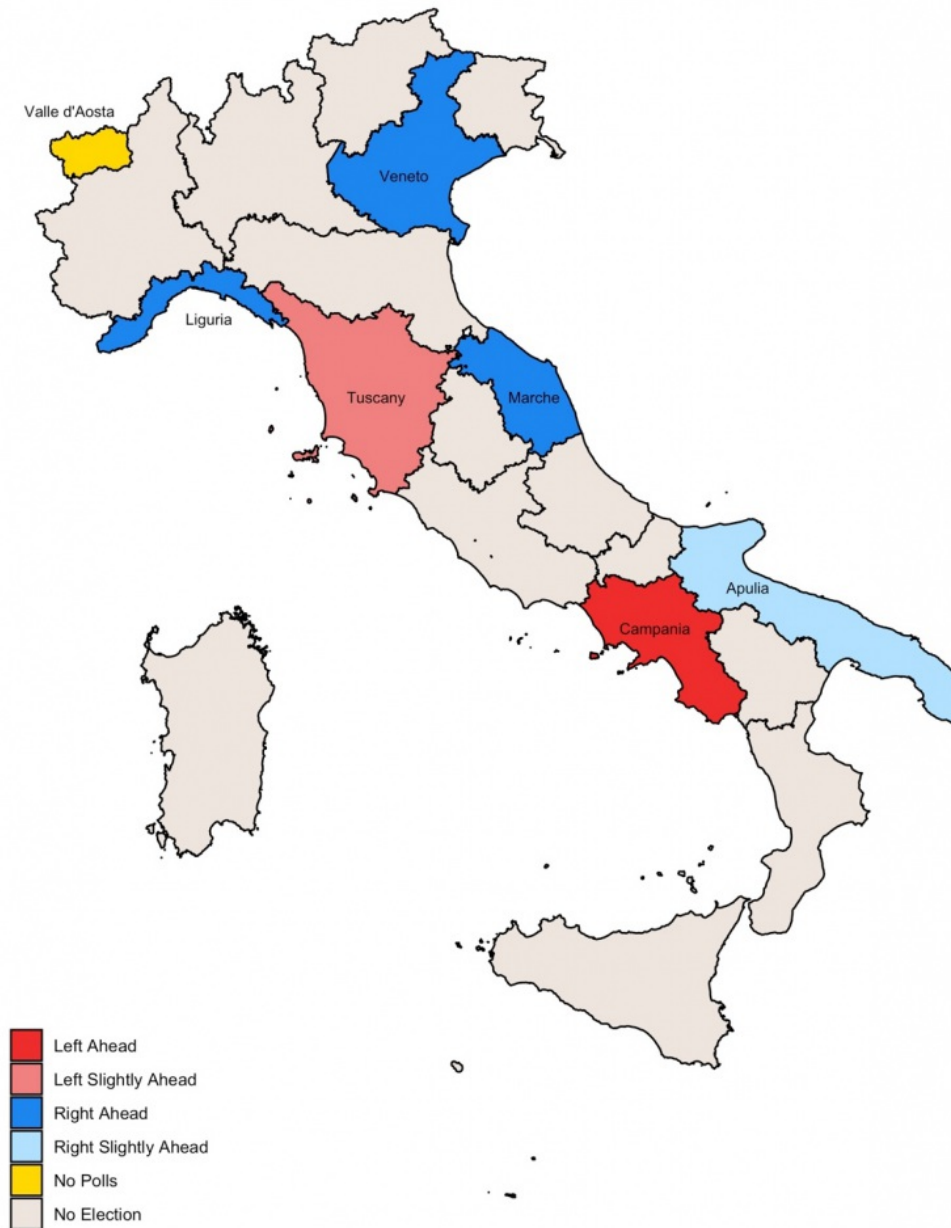 Valle d'Aosta
Veneto
Liguria
Tuscany
Marche
Apulia
Campania
Left Ahead
Left Slightly Ahead
Right Ahead
Right Slightly Ahead
No Polls
No Election